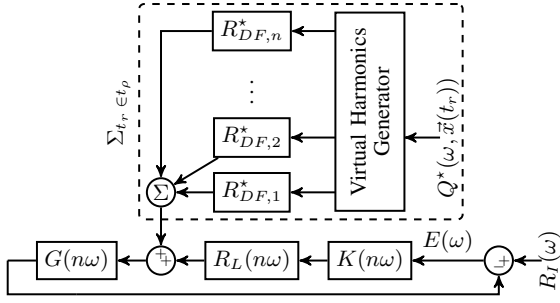 R⋆_{DF,n}
⋮
R⋆_{DF,2}
R⋆_{DF,1}
Virtual Harmonics
Generator
Q⋆(ω, x⃗(t_r))
Σ_{t_r ∈ t_ρ}
Σ
G(nω)
+
+
R_L(nω)
K(nω)
E(ω)
-
+
R_I(ω)